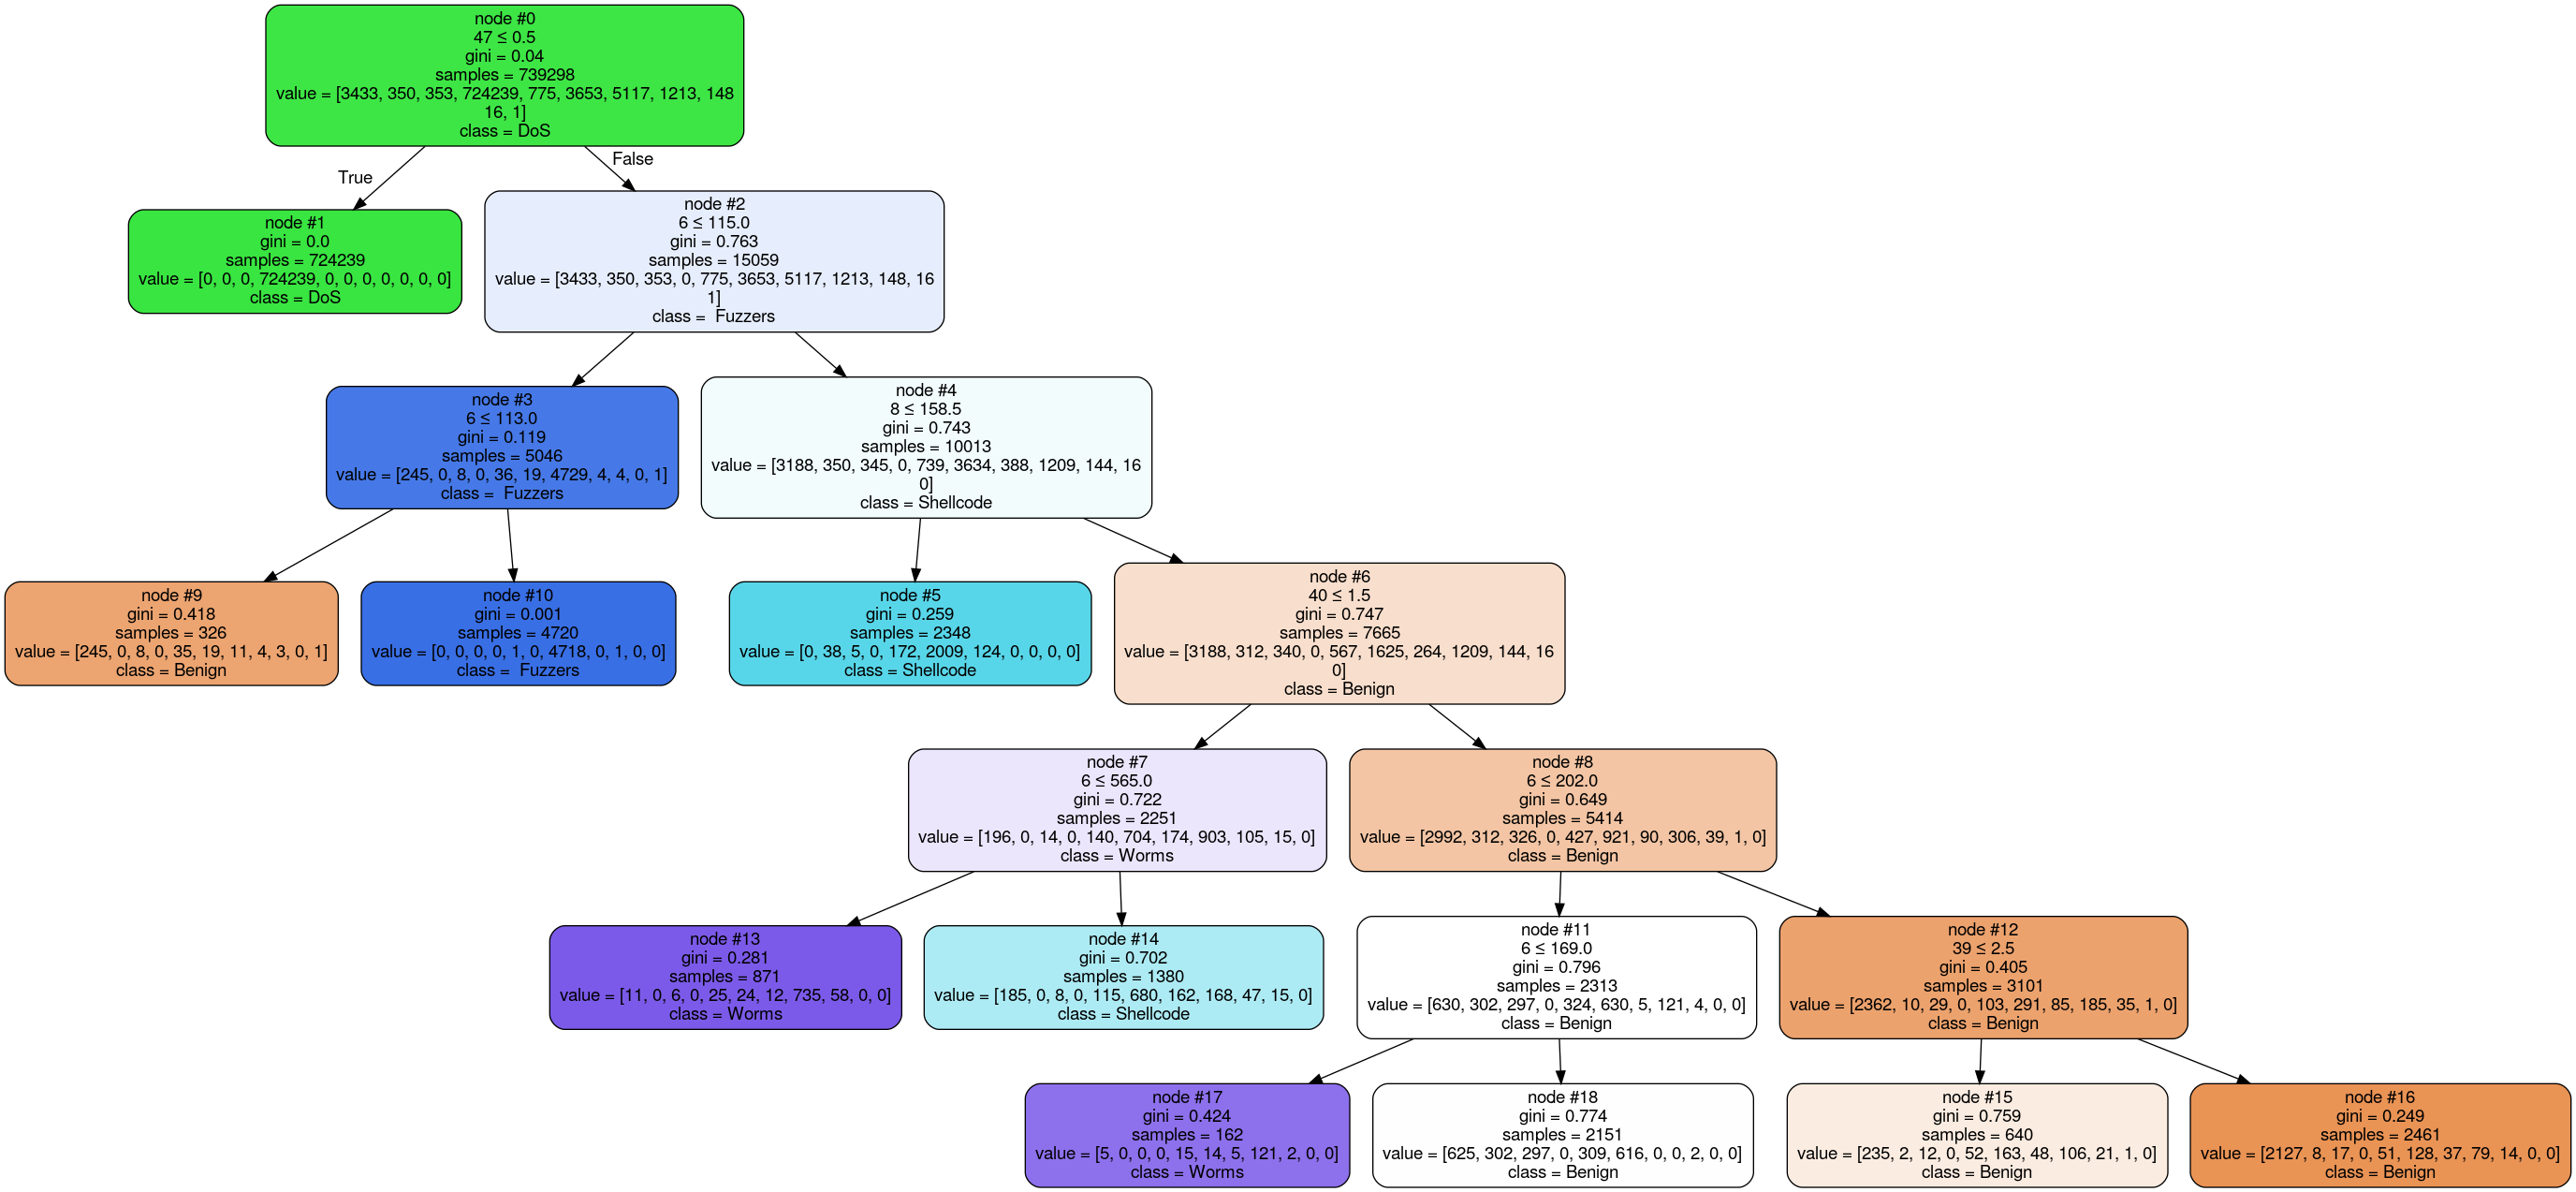 node #0
47 ≤ 0.5
gini = 0.04
samples = 739298
value = [3433, 350, 353, 724239, 775, 3653, 5117, 1213, 148
16, 1]
class = DoS
True
False
node #1
gini = 0.0
samples = 724239
value = [0, 0, 0, 724239, 0, 0, 0, 0, 0, 0, 0]
class = DoS
node #2
6 ≤ 115.0
gini = 0.763
samples = 15059
value = [3433, 350, 353, 0, 775, 3653, 5117, 1213, 148, 16
1]
class =  Fuzzers
node #3
6 ≤ 113.0
gini = 0.119
samples = 5046
value = [245, 0, 8, 0, 36, 19, 4729, 4, 4, 0, 1]
class =  Fuzzers
node #4
8 ≤ 158.5
gini = 0.743
samples = 10013
value = [3188, 350, 345, 0, 739, 3634, 388, 1209, 144, 16
0]
class = Shellcode
node #9
gini = 0.418
samples = 326
value = [245, 0, 8, 0, 35, 19, 11, 4, 3, 0, 1]
class = Benign
node #10
gini = 0.001
samples = 4720
value = [0, 0, 0, 0, 1, 0, 4718, 0, 1, 0, 0]
class =  Fuzzers
node #5
gini = 0.259
samples = 2348
value = [0, 38, 5, 0, 172, 2009, 124, 0, 0, 0, 0]
class = Shellcode
node #6
40 ≤ 1.5
gini = 0.747
samples = 7665
value = [3188, 312, 340, 0, 567, 1625, 264, 1209, 144, 16
0]
class = Benign
node #7
6 ≤ 565.0
gini = 0.722
samples = 2251
value = [196, 0, 14, 0, 140, 704, 174, 903, 105, 15, 0]
class = Worms
node #8
6 ≤ 202.0
gini = 0.649
samples = 5414
value = [2992, 312, 326, 0, 427, 921, 90, 306, 39, 1, 0]
class = Benign
node #13
gini = 0.281
samples = 871
value = [11, 0, 6, 0, 25, 24, 12, 735, 58, 0, 0]
class = Worms
node #14
gini = 0.702
samples = 1380
value = [185, 0, 8, 0, 115, 680, 162, 168, 47, 15, 0]
class = Shellcode
node #11
6 ≤ 169.0
gini = 0.796
samples = 2313
value = [630, 302, 297, 0, 324, 630, 5, 121, 4, 0, 0]
class = Benign
node #12
39 ≤ 2.5
gini = 0.405
samples = 3101
value = [2362, 10, 29, 0, 103, 291, 85, 185, 35, 1, 0]
class = Benign
node #17
gini = 0.424
samples = 162
value = [5, 0, 0, 0, 15, 14, 5, 121, 2, 0, 0]
class = Worms
node #18
gini = 0.774
samples = 2151
value = [625, 302, 297, 0, 309, 616, 0, 0, 2, 0, 0]
class = Benign
node #15
gini = 0.759
samples = 640
value = [235, 2, 12, 0, 52, 163, 48, 106, 21, 1, 0]
class = Benign
node #16
gini = 0.249
samples = 2461
value = [2127, 8, 17, 0, 51, 128, 37, 79, 14, 0, 0]
class = Benign